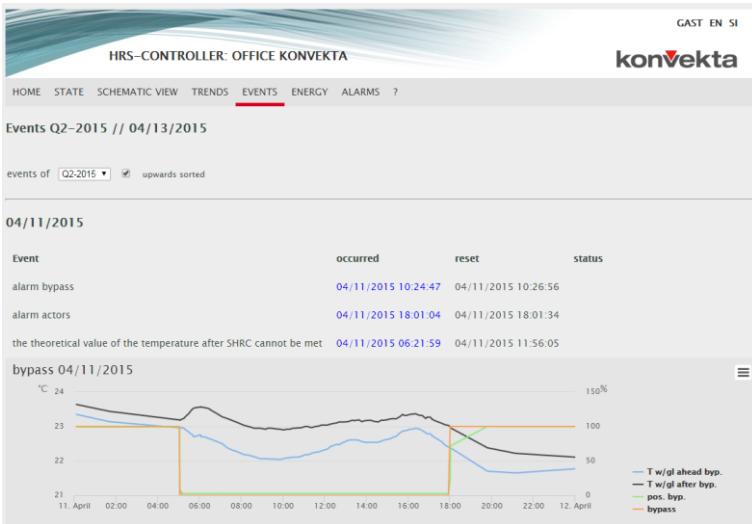 GAST EN SI
HRS-CONTROLLER: OFFICE KONVEKTA
konvekta
HOME STATE SCHEMATIC VIEW TRENDS EVENTS ENERGY ALARMS ?
Events Q2-2015 // 04/13/2015
events of Q2-2015 upwards sorted
04/11/2015
Event occurred reset status
alarm bypass 04/11/2015 10:24:47 04/11/2015 10:26:56
alarm actors 04/11/2015 18:01:04 04/11/2015 18:01:34
the theoretical value of the temperature after SHRC cannot be met 04/11/2015 06:21:59 04/11/2015 11:56:05
bypass 04/11/2015
°C 24 150%
23 100
22 50
T w/gl ahead byp.
T w/gl after byp.
21 0 pos. byp.
11. April 02:00 04:00 06:00 08:00 10:00 12:00 14:00 16:00 18:00 20:00 22:00 12. April bypass